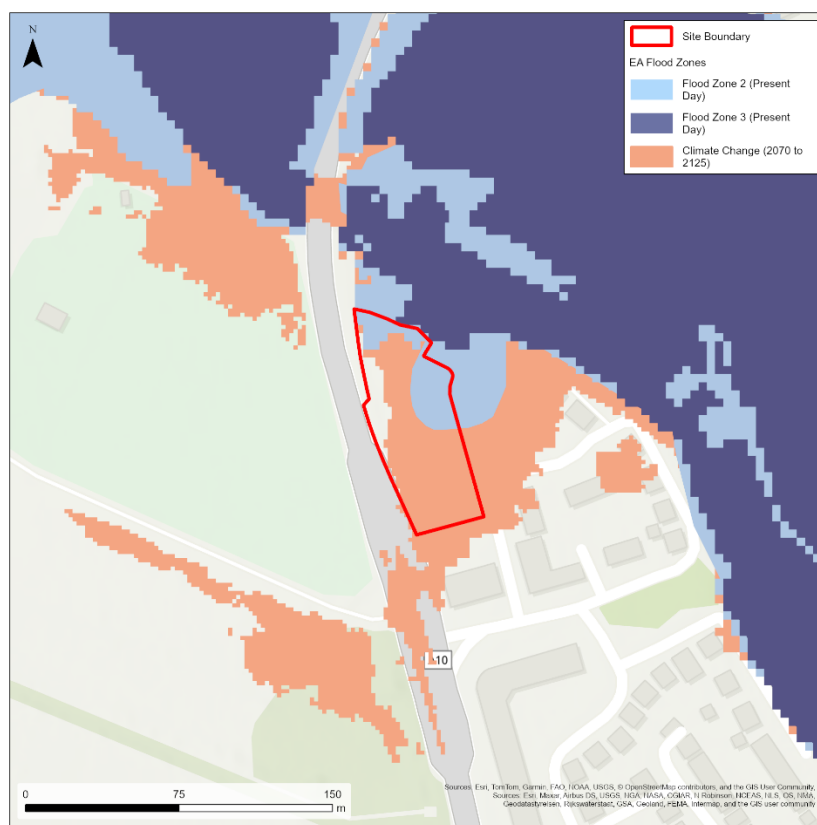 N
Site Boundary
EA Flood Zones
Flood Zone 2 (Present
Day)
Flood Zone 3 (Present
Day)
Climate Change (2070 to
2125)
10
0
75
150
m
Sources: Esri, TomTom, Garmin, FAO, NOAA, USGS, © OpenStreetMap contributors, and the GIS User Community,
Sources: Esri, Maxar, Airbus DS, USGS, NGA, NASA, CGIAR, N Robinson, NCEAS, NLS, OS, NMA,
Geodatastyrelsen, Rijkswaterstaat, GSA, Geoland, FEMA, Intermap, and the GIS user community